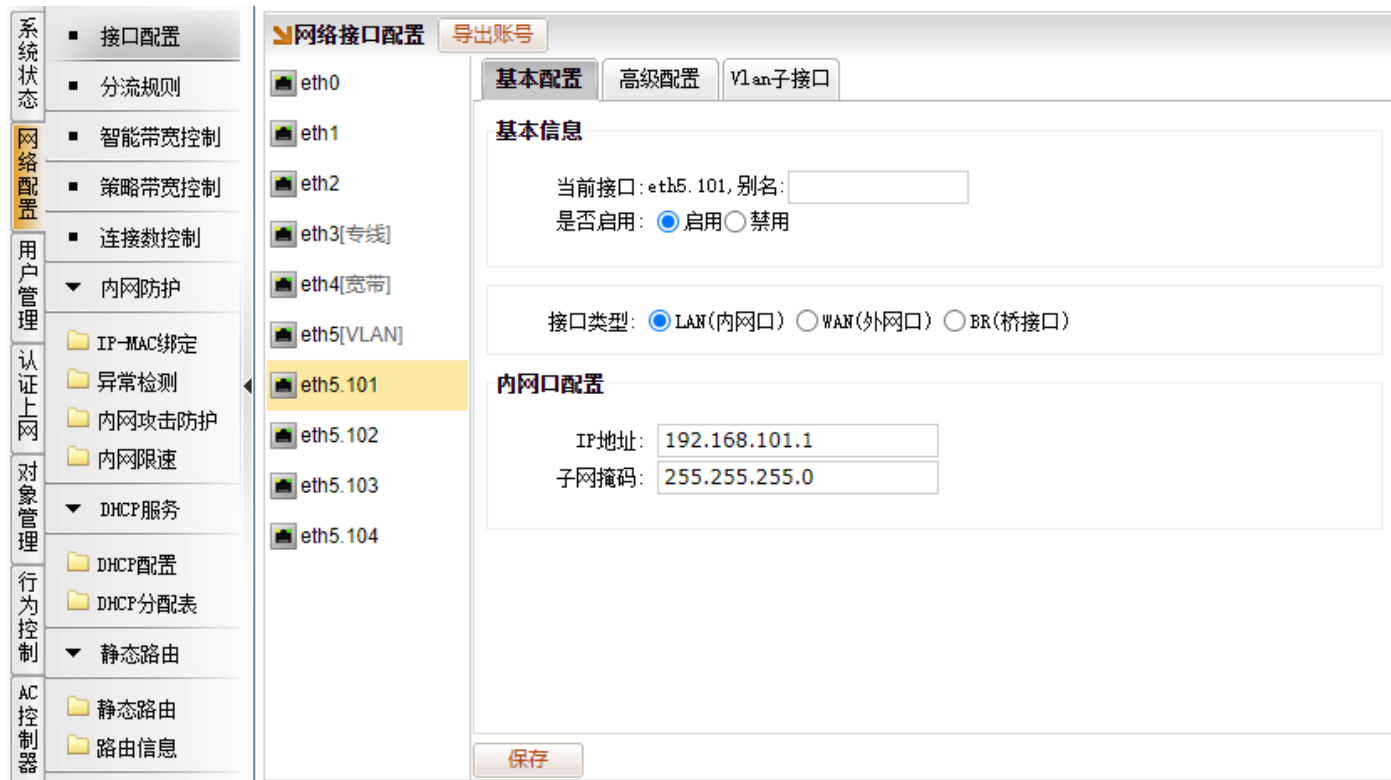 系统状态
网络配置
用户管理
认证上网
对象管理
行为控制
AC控制器
接口配置
分流规则
智能带宽控制
策略带宽控制
连接数控制
内网防护
IP-MAC绑定
异常检测
内网攻击防护
内网限速
DHCP服务
DHCP配置
DHCP分配表
静态路由
静态路由
路由信息
网络接口配置 导出账号
eth0
eth1
eth2
eth3[专线]
eth4[宽带]
eth5[VLAN]
eth5.101
eth5.102
eth5.103
eth5.104
基本配置 高级配置 Vlan子接口
基本信息
当前接口:eth5.101,别名:
是否启用: 启用 禁用
接口类型: LAN(内网口) WAN(外网口) BR(桥接口)
内网口配置
IP地址: 192.168.101.1
子网掩码: 255.255.255.0
保存